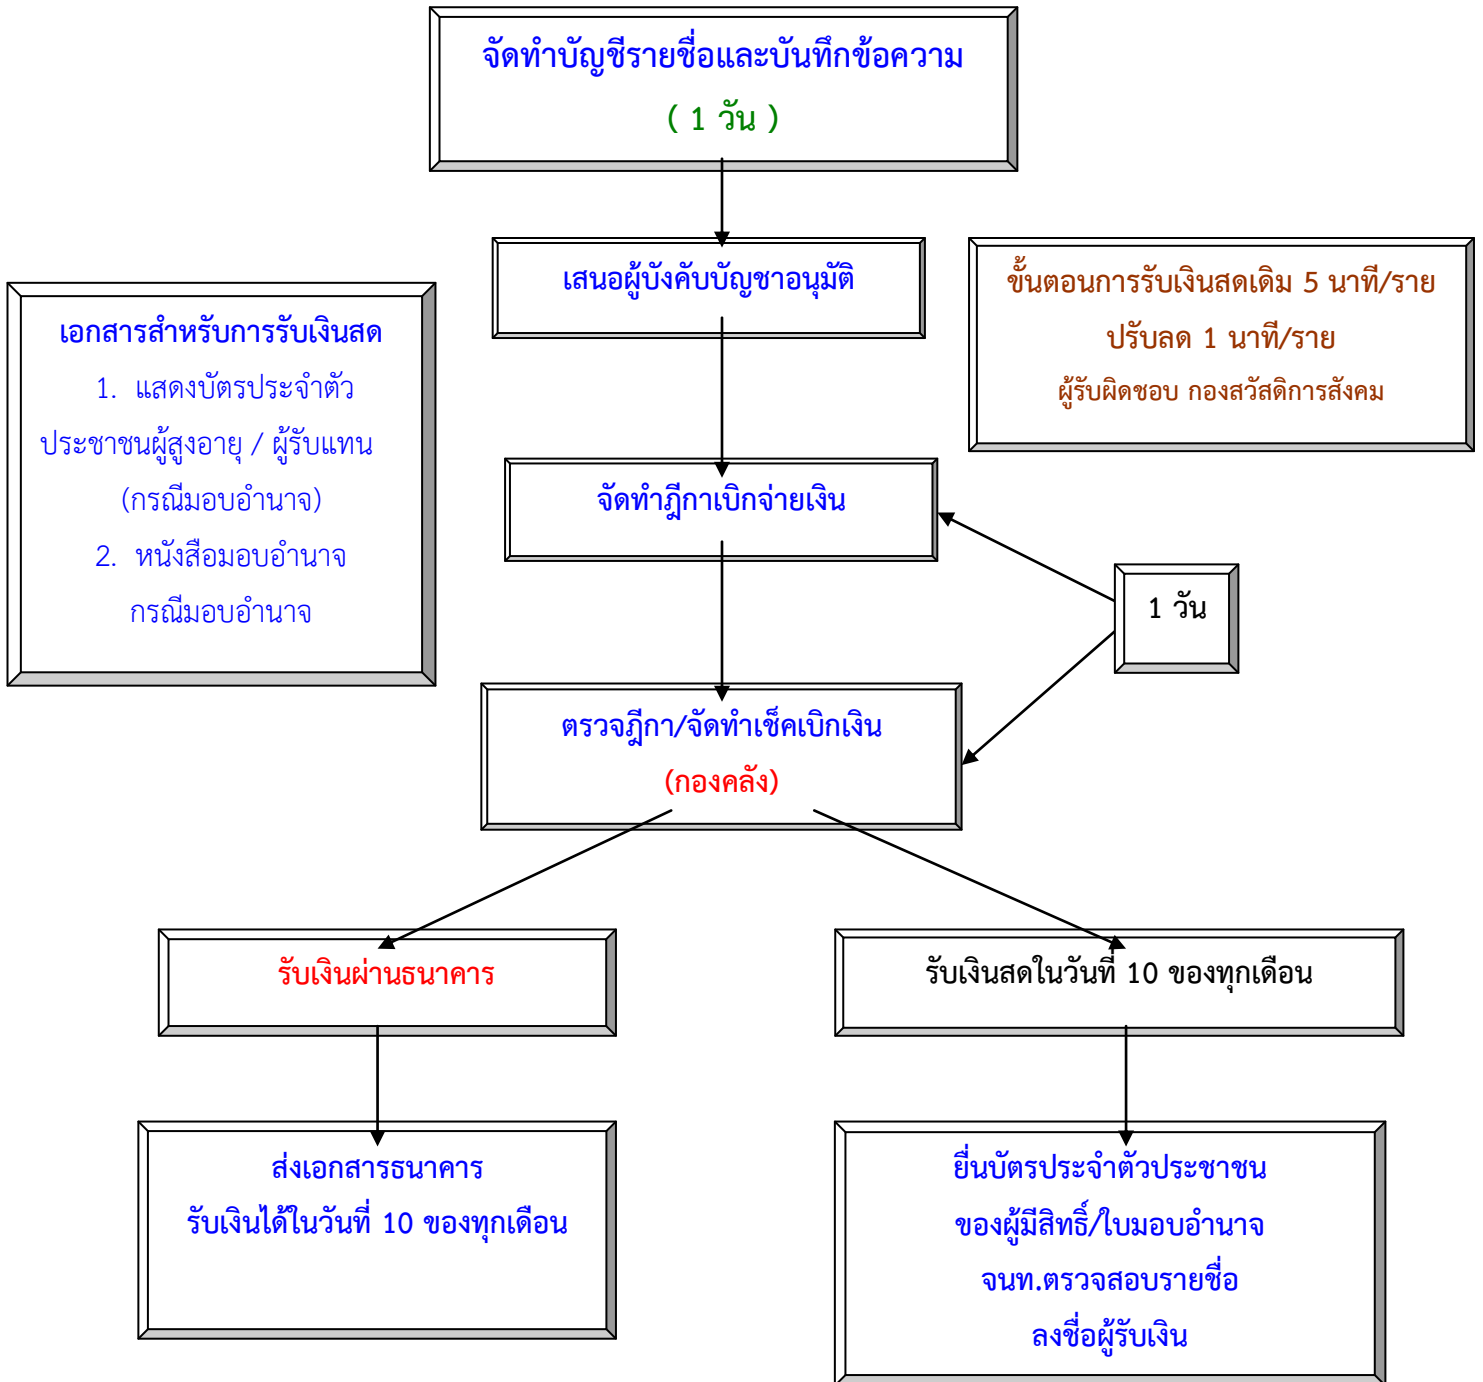 จัดทำบัญชีรายชื่อและบันทึกข้อความ
( 1 วัน )
เสนอผู้บังคับบัญชาอนุมัติ
ขั้นตอนการรับเงินสดเดิม 5 นาที/ราย
ปรับลด 1 นาที/ราย
ผู้รับผิดชอบ กองสวัสดิการสังคม
เอกสารสำหรับการรับเงินสด
1. แสดงบัตรประจำตัว
ประชาชนผู้สูงอายุ / ผู้รับแทน
(กรณีมอบอำนาจ)
2. หนังสือมอบอำนาจ
กรณีมอบอำนาจ
จัดทำฎีกาเบิกจ่ายเงิน
1 วัน
ตรวจฎีกา/จัดทำเช็คเบิกเงิน
(กองคลัง)
รับเงินผ่านธนาคาร
รับเงินสดในวันที่ 10 ของทุกเดือน
ส่งเอกสารธนาคาร
รับเงินได้ในวันที่ 10 ของทุกเดือน
ยื่นบัตรประจำตัวประชาชน
ของผู้มีสิทธิ์/ใบมอบอำนาจ
จนท.ตรวจสอบรายชื่อ
ลงชื่อผู้รับเงิน